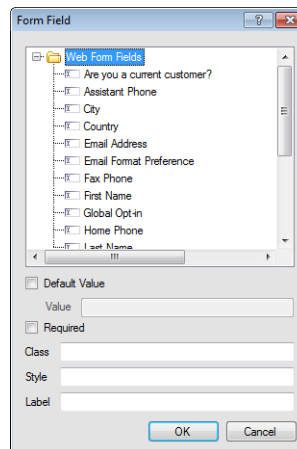 Form Field
Web Form Fields
Are you a current customer?
Assistant Phone
City
Country
Email Address
Email Format Preference
Fax Phone
First Name
Global Opt-in
Home Phone
Last Name
Default Value
Value
Required
Class
Style
Label
OK Cancel